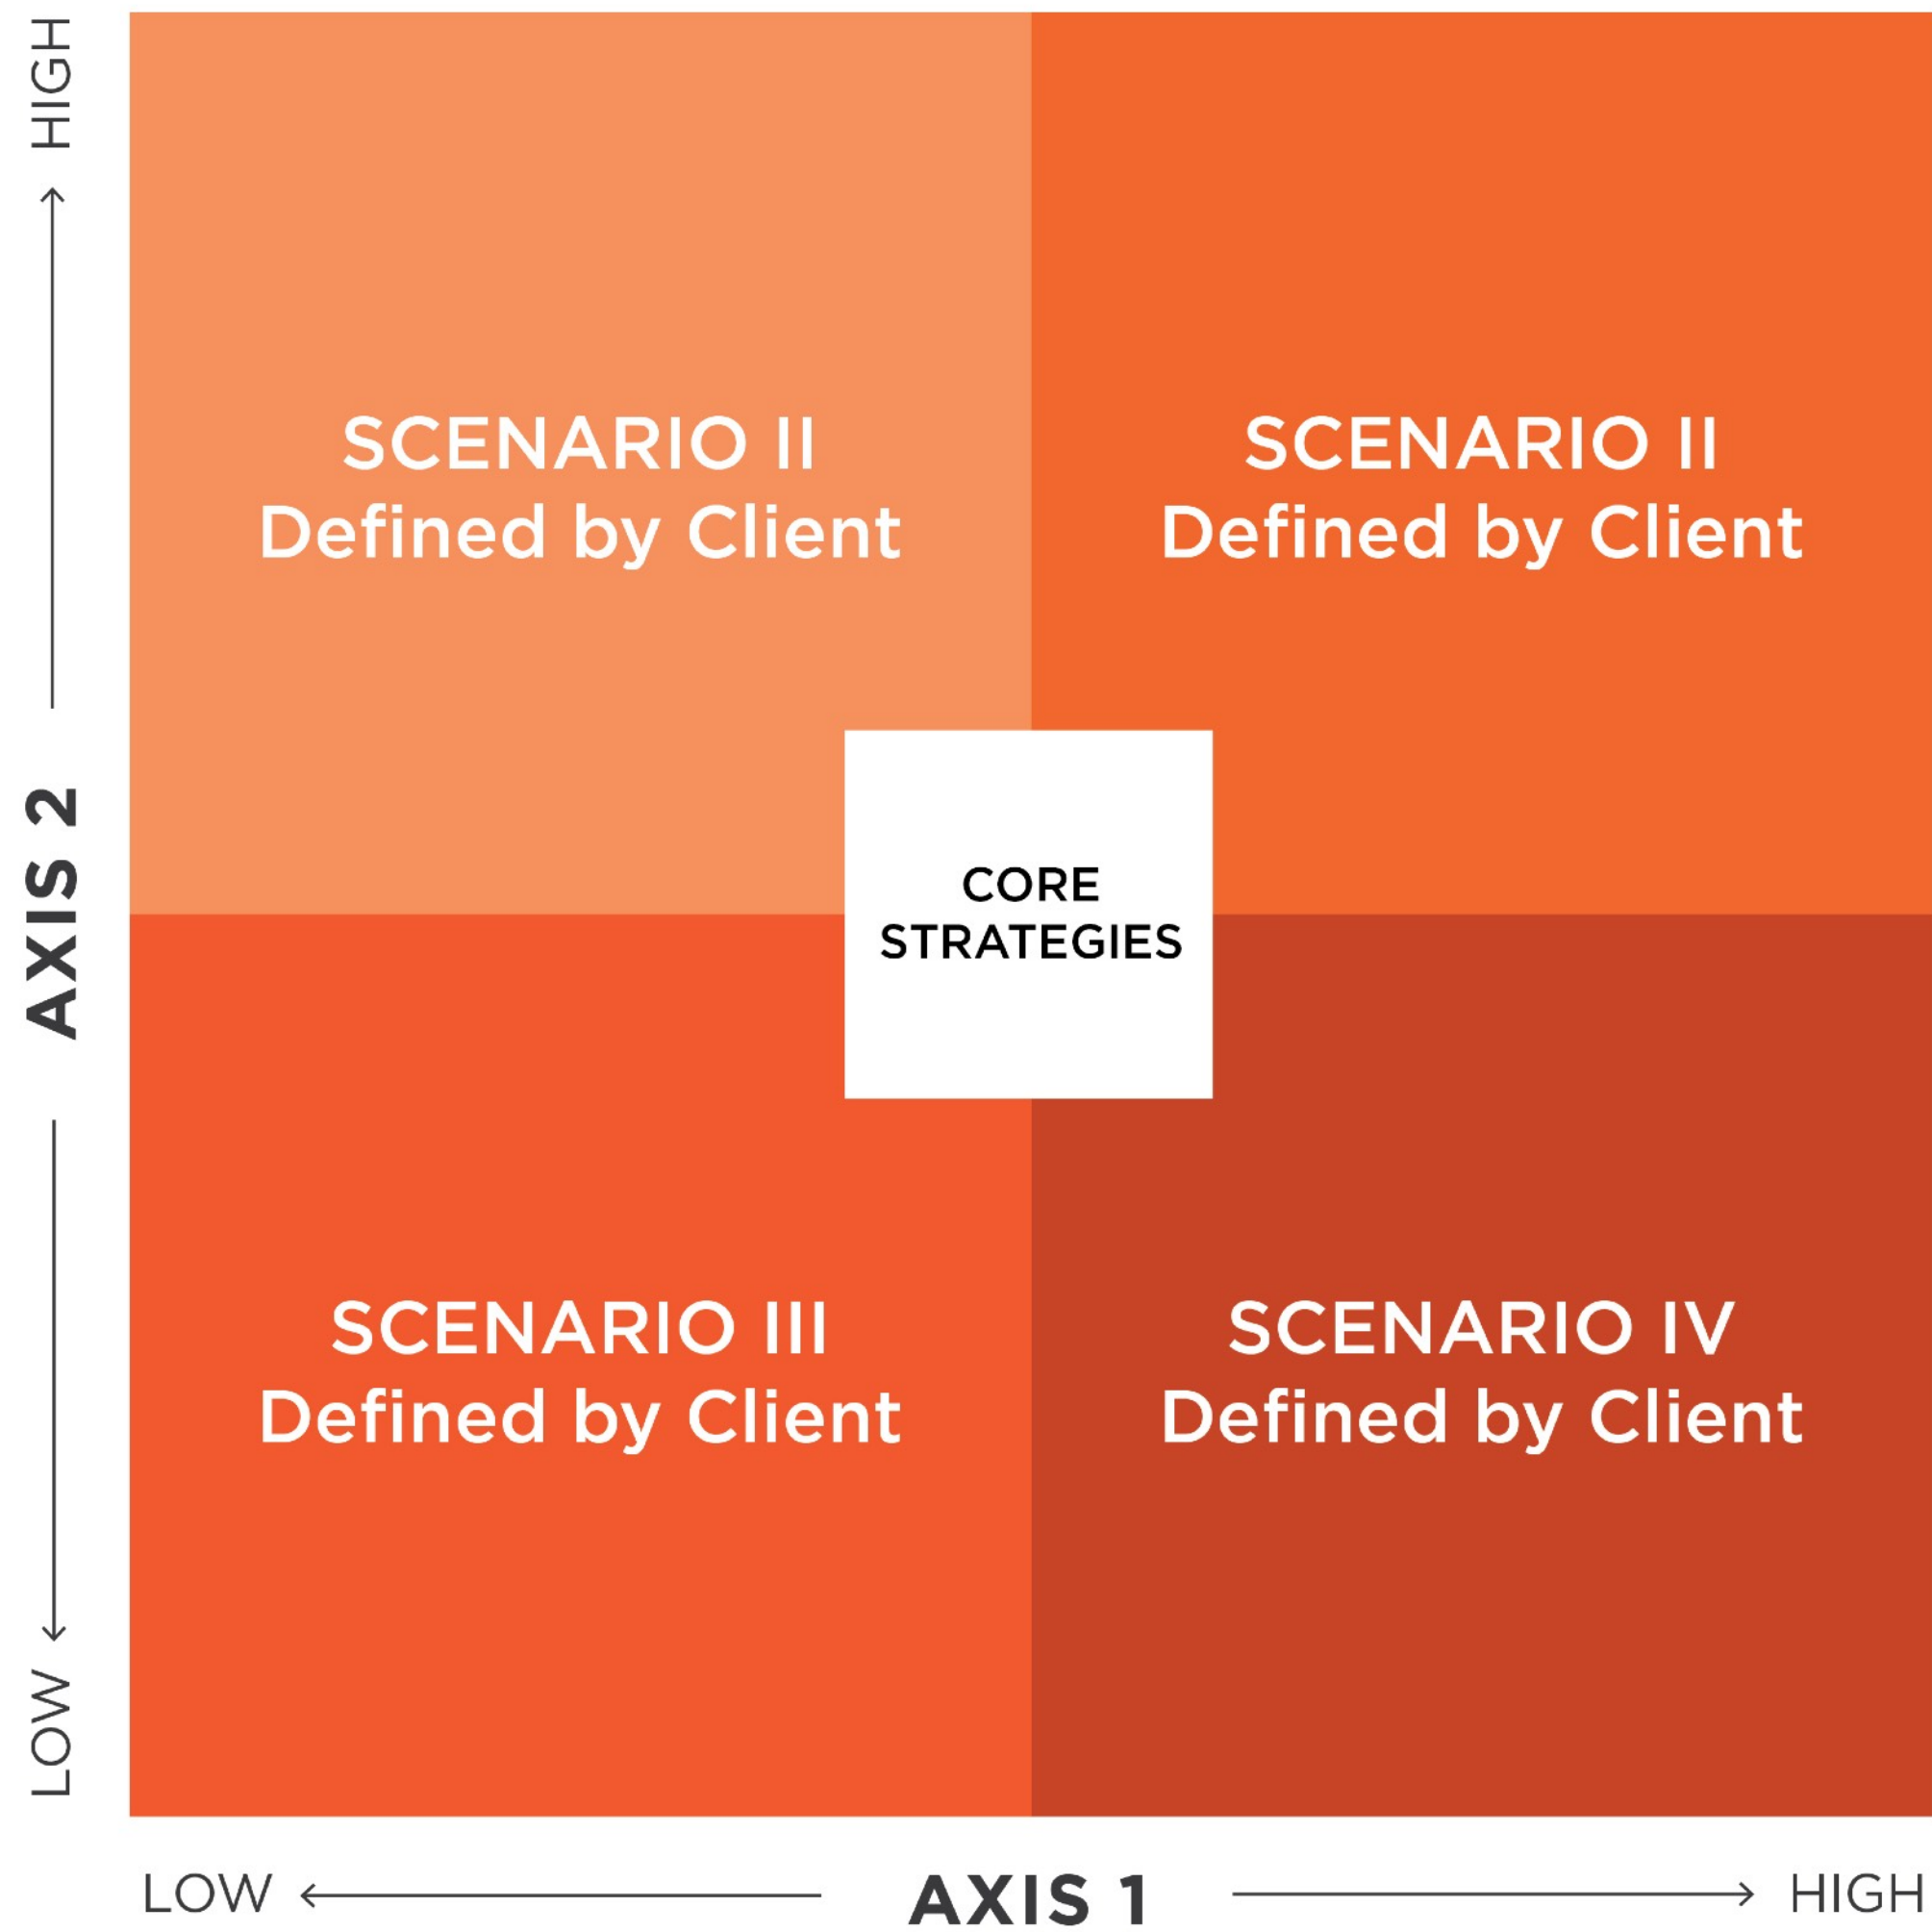 HIGH
SCENARIO II
Defined by Client
SCENARIO II
Defined by Client
AXIS 2
CORE
STRATEGIES
SCENARIO III
Defined by Client
SCENARIO IV
Defined by Client
LOW
LOW
AXIS 1
HIGH